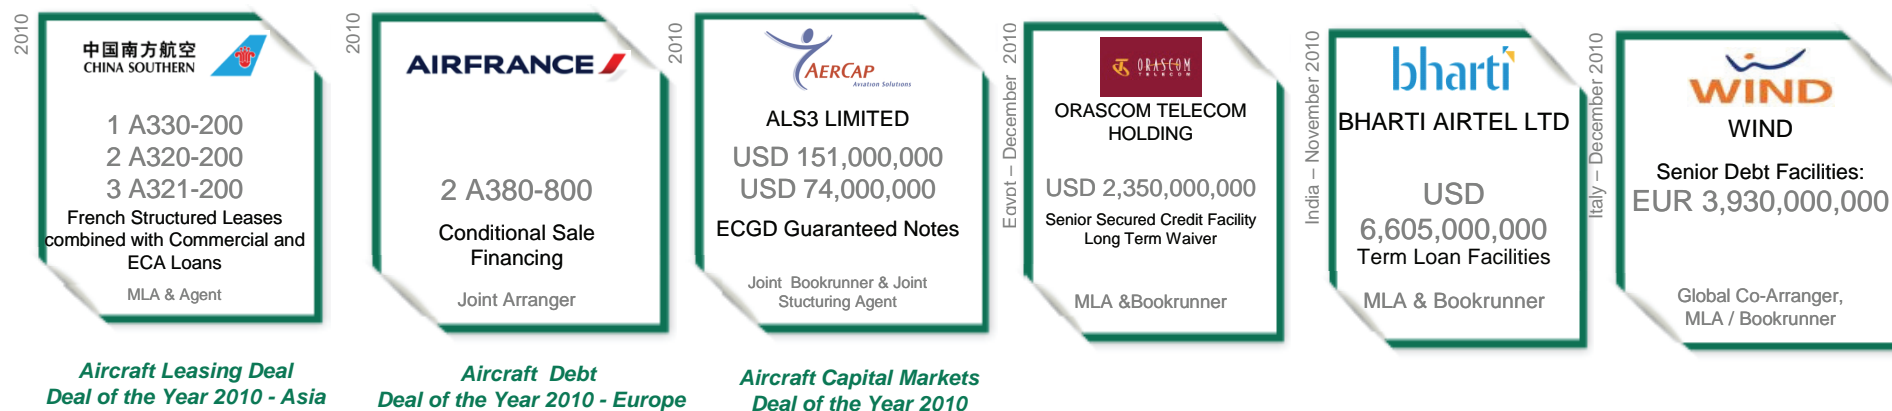 2010
中国南方航空
CHINA SOUTHERN
1 A330-200
2 A320-200
3 A321-200
French Structured Leases
combined with Commercial and
ECA Loans
MLA & Agent
Aircraft Leasing Deal
Deal of the Year 2010 - Asia
2010
AIRFRANCE
2 A380-800
Conditional Sale
Financing
Joint Arranger
Aircraft Debt
Deal of the Year 2010 - Europe
2010
AERCAP
Aviation Solutions
ALS3 LIMITED
USD 151,000,000
USD 74,000,000
ECGD Guaranteed Notes
Joint Bookrunner & Joint
Stucturing Agent
Aircraft Capital Markets
Deal of the Year 2010
Egypt – December 2010
ORASCOM
TELECOM
ORASCOM TELECOM
HOLDING
USD 2,350,000,000
Senior Secured Credit Facility
Long Term Waiver
MLA &Bookrunner
India – November 2010
bharti
BHARTI AIRTEL LTD
USD
6,605,000,000
Term Loan Facilities
MLA & Bookrunner
Italy – December 2010
WIND
WIND
Senior Debt Facilities:
EUR 3,930,000,000
Global Co-Arranger,
MLA / Bookrunner